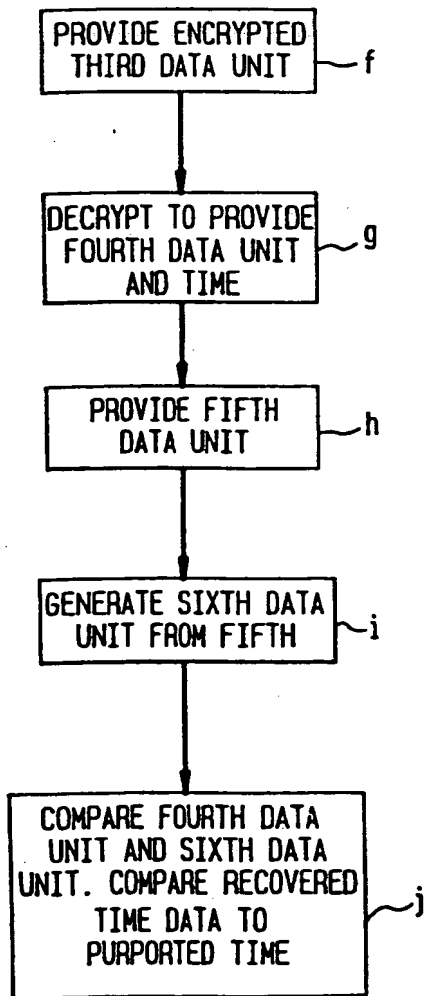 PROVIDE ENCRYPTED
THIRD DATA UNIT
f
DECRYPT TO PROVIDE
FOURTH DATA UNIT
AND TIME
g
PROVIDE FIFTH
DATA UNIT
h
GENERATE SIXTH DATA
UNIT FROM FIFTH
i
COMPARE FOURTH DATA
UNIT AND SIXTH DATA
UNIT. COMPARE RECOVERED
TIME DATA TO
PURPORTED TIME
j